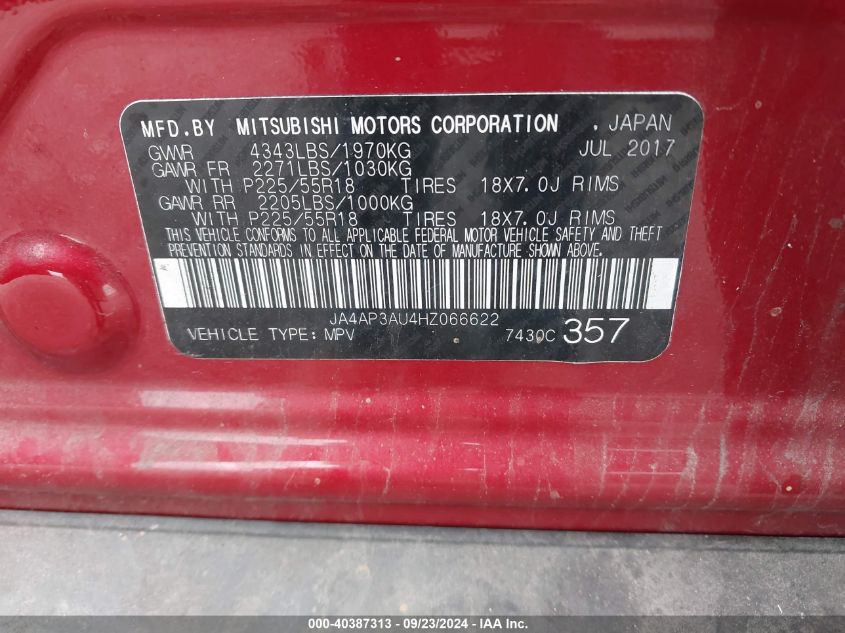 MFD.BY MITSUBISHI MOTORS CORPORATION . JAPAN
GVWR 4343LBS/1970KG JUL 2017
GAWR FR 2271LBS/1030KG
WITH P225/55R18 TIRES 18X7.0J RIMS
GAWR RR 2205LBS/1000KG
WITH P225/55R18 TIRES 18X7.0J RIMS
THIS VEHICLE CONFORMS TO ALL APPLICABLE FEDERAL MOTOR VEHICLE SAFETY AND THEFT
PREVENTION STANDARDS IN EFFECT ON THE DATE OF MANUFACTURE SHOWN ABOVE.
JA4AP3AU4HZ066622
VEHICLE TYPE: MPV 7430C 357
000-40387313 - 09/23/2024 - © IAA, Inc.